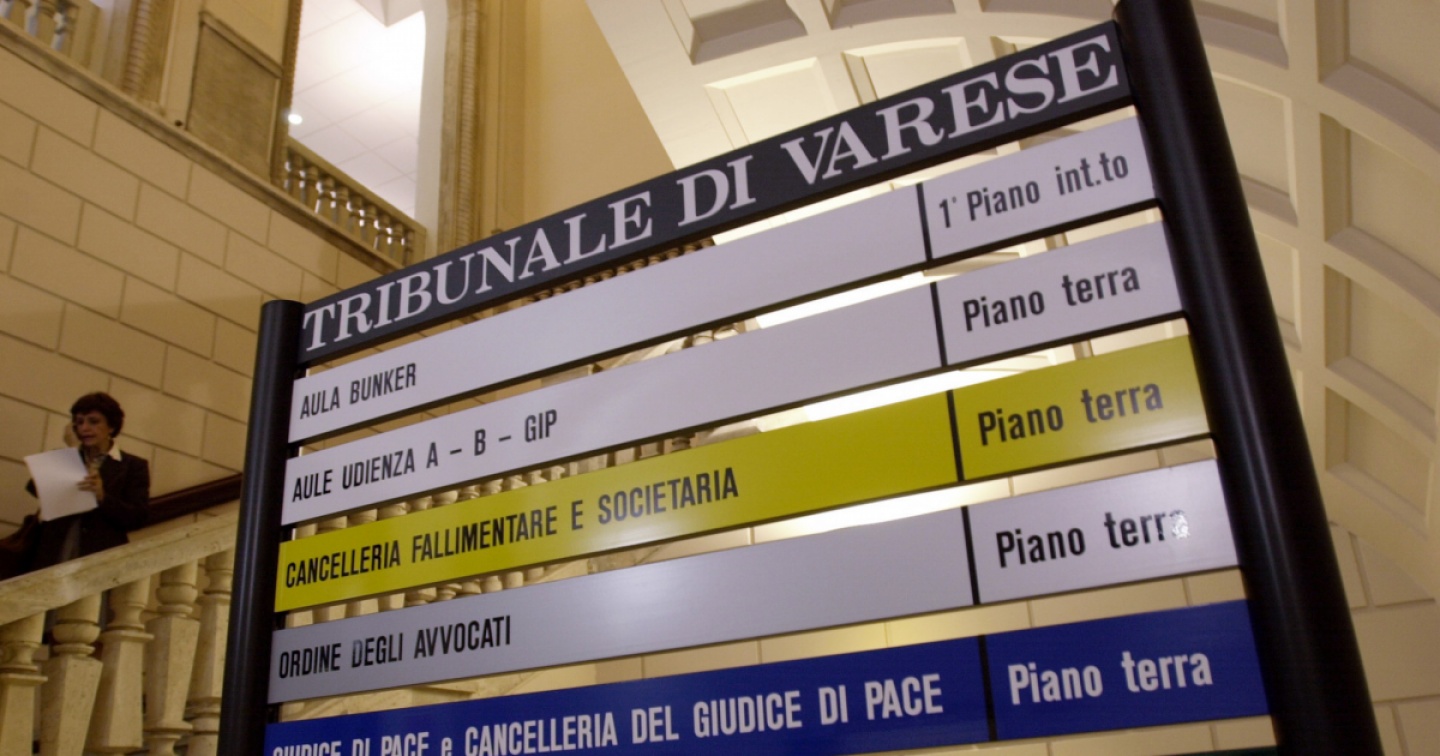 TRIBUNALE DI VARESE
AULA BUNKER 1° Piano int.to
AULE UDIENZA A – B – GIP Piano terra
CANCELLERIA FALLIMENTARE E SOCIETARIA Piano terra
ORDINE DEGLI AVVOCATI Piano terra
GIUDICE DI PACE e CANCELLERIA DEL GIUDICE DI PACE Piano terra